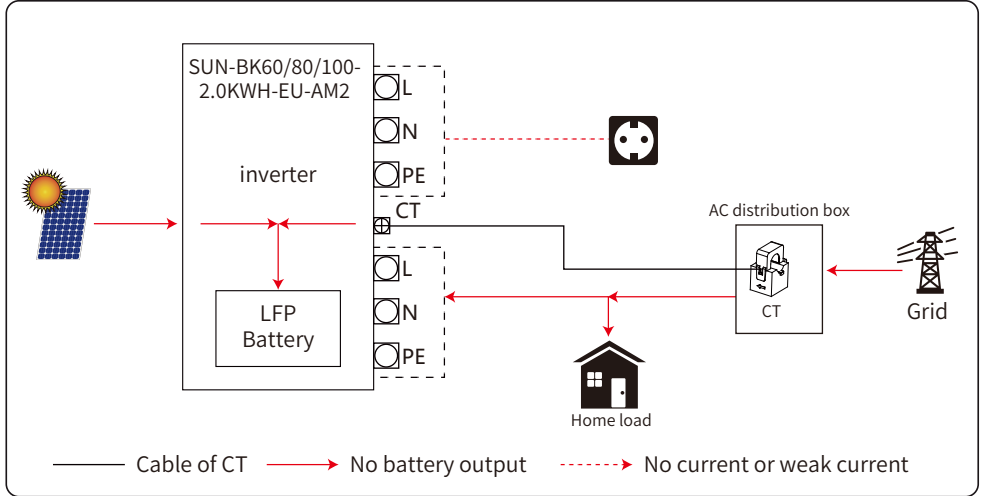 SUN-BK60/80/100-
2.0KWH-EU-AM2
L
N
PE
inverter
CT
AC distribution box
L
N
PE
LFP
Battery
CT
Grid
Home load
Cable of CT
No battery output
No current or weak current